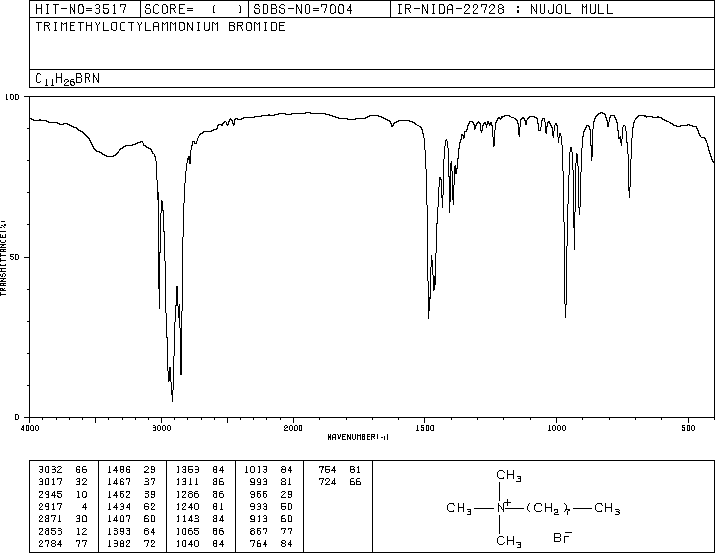 HIT-NO=3517 SCORE= ( ) SDBS-NO=7004 IR-NIDA-22728 : NUJOL MULL
TRIMETHYLOCTYLAMMONIUM BROMIDE
C11H26BRN
100
TRANSMITTANCE(%)
50
0
4000 3000 2000 1500 1000 500
WAVENUMBER(-1)
3032 66 1486 29 1369 84 1013 84 754 81
3017 32 1467 37 1311 86 993 81 724 66
2945 10 1462 39 1286 86 966 29
2917 4 1434 62 1240 81 933 50
2871 30 1407 60 1143 84 913 60
2853 12 1393 64 1065 86 867 77
2784 77 1382 72 1040 84 764 84
CH3
CH3 N+ (CH2)7 CH3
CH3 Br-